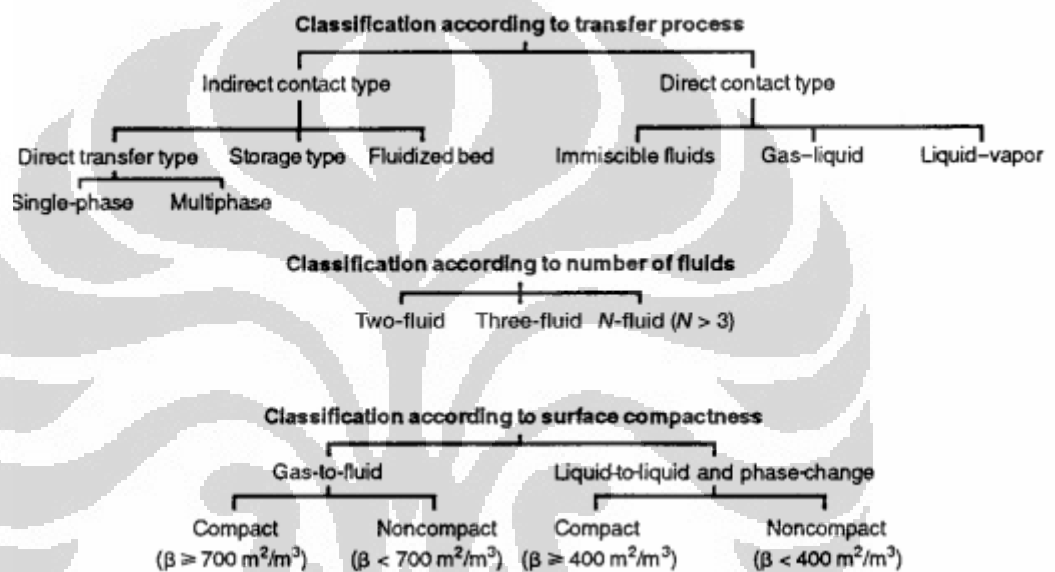 Classification according to transfer process
Indirect contact type Direct contact type
Direct transfer type Storage type Fluidized bed Immiscible fluids Gas–liquid Liquid–vapor
Single-phase Multiphase
Classification according to number of fluids
Two-fluid Three-fluid N-fluid (N > 3)
Classification according to surface compactness
Gas-to-fluid Liquid-to-liquid and phase-change
Compact Noncompact Compact Noncompact
(β ≥ 700 m²/m³) (β < 700 m²/m³) (β ≥ 400 m²/m³) (β < 400 m²/m³)